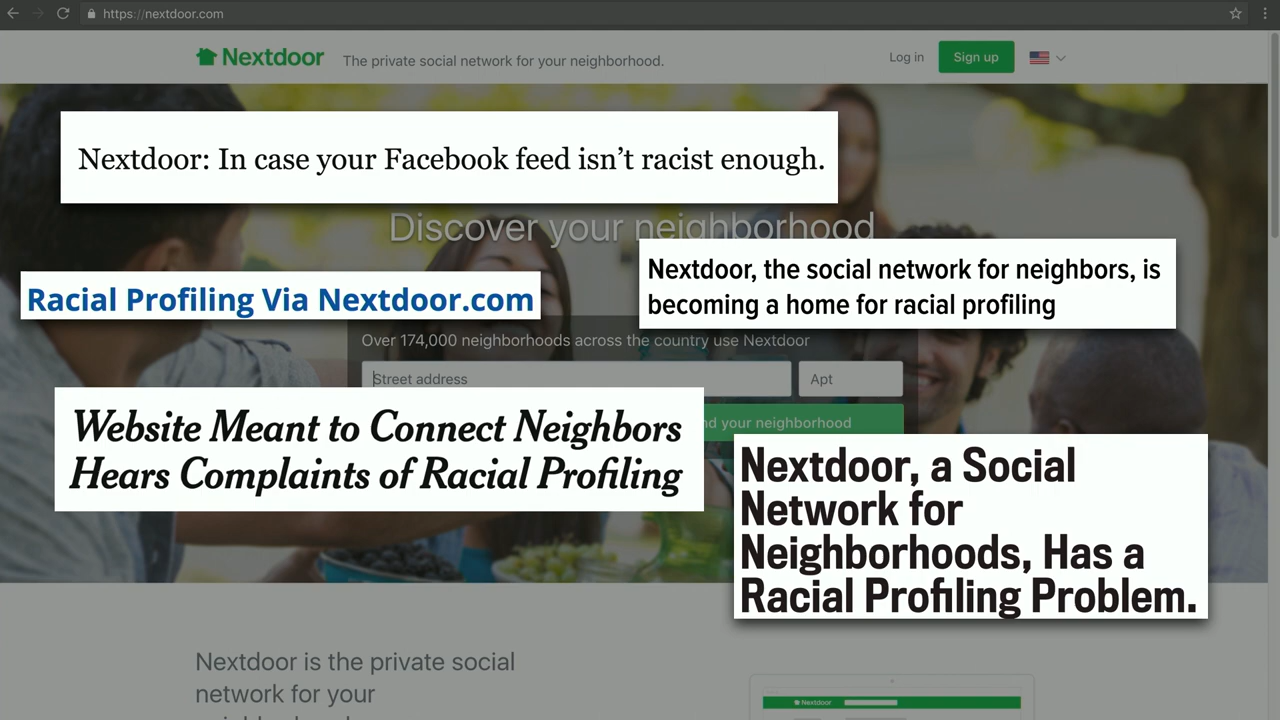 https://nextdoor.com
Nextdoor
The private social network for your neighborhood.
Log in
Sign up
Nextdoor: In case your Facebook feed isn’t racist enough.
Discover your neighborhood
Nextdoor, the social network for neighbors, is
becoming a home for racial profiling
Racial Profiling Via Nextdoor.com
Over 174,000 neighborhoods across the country use Nextdoor
Street address
Apt
your neighborhood
Website Meant to Connect Neighbors
Hears Complaints of Racial Profiling
Nextdoor, a Social
Network for
Neighborhoods, Has a
Racial Profiling Problem.
Nextdoor is the private social
network for your
Nextdoor